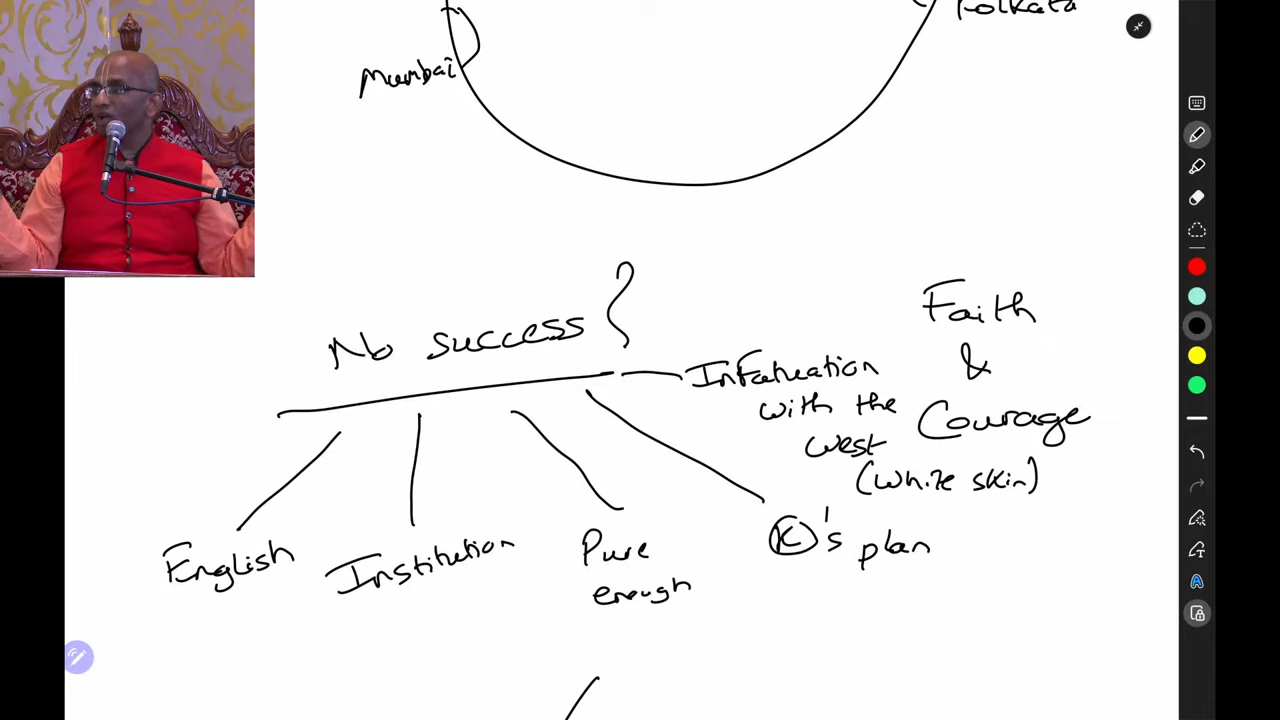 Kolkata
Mumbai
No success?
Faith
&
Courage
Infatuation
with the
west
(white skin)
English
Institution
Pure
enough
K's plan